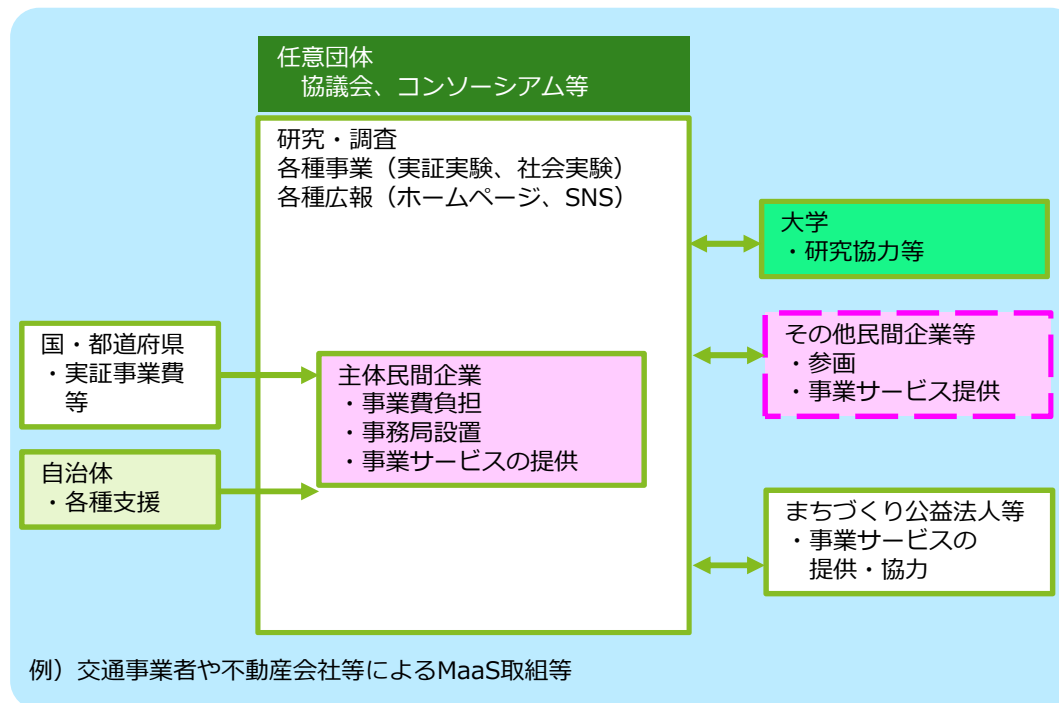 任意団体
協議会、コンソーシアム等
研究・調査
各種事業（実証実験、社会実験）
各種広報（ホームページ、SNS）
国・都道府県
・実証事業費
等
自治体
・各種支援
主体民間企業
・事業費負担
・事務局設置
・事業サービスの提供
大学
・研究協力等
その他民間企業等
・参画
・事業サービス提供
まちづくり公益法人等
・事業サービスの
提供・協力
例）交通事業者や不動産会社等によるMaaS取組等